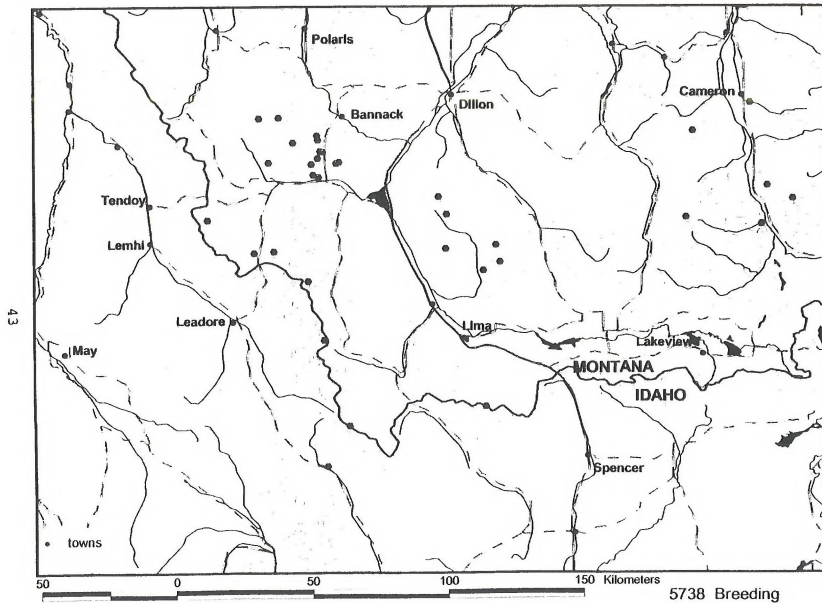 Polaris
Bannack
Dillon
Cameron
Tendoy
Lemhi
Leadore
May
Lima
Lakeview
MONTANA
IDAHO
Spencer
towns
50 0 50 100 150 Kilometers
5738 Breeding
43